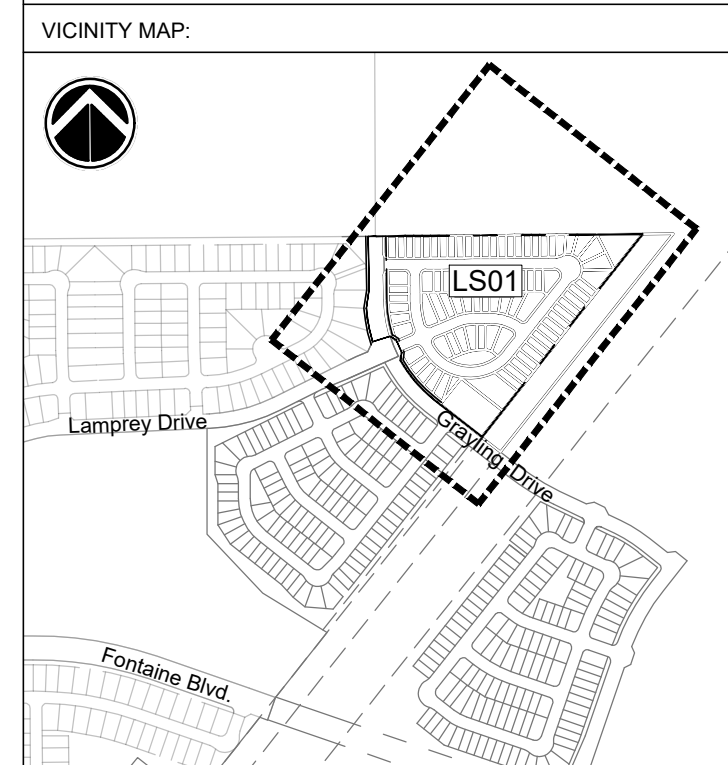 VICINITY MAP:
LS01
Lamprey Drive
Grayling Drive
Fontaine Blvd.